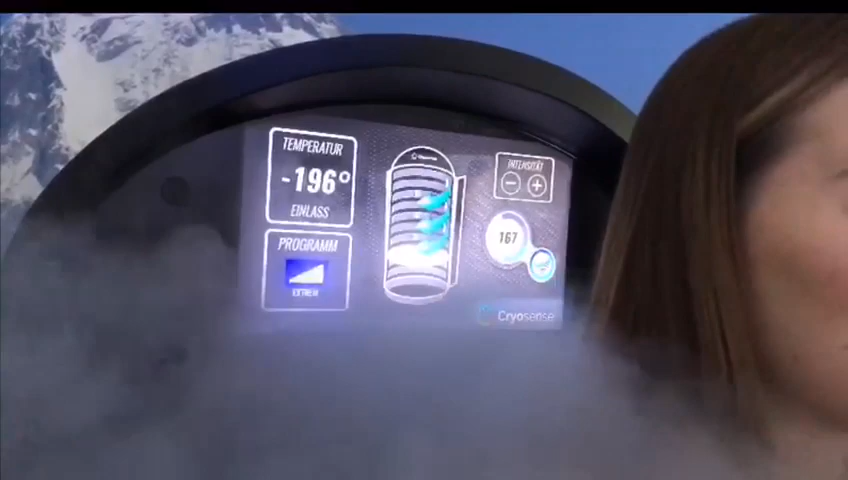 TEMPERATUR
-196°
EINLASS
PROGRAMM
EXTREM
INTENSITÄT
167
Cryosense